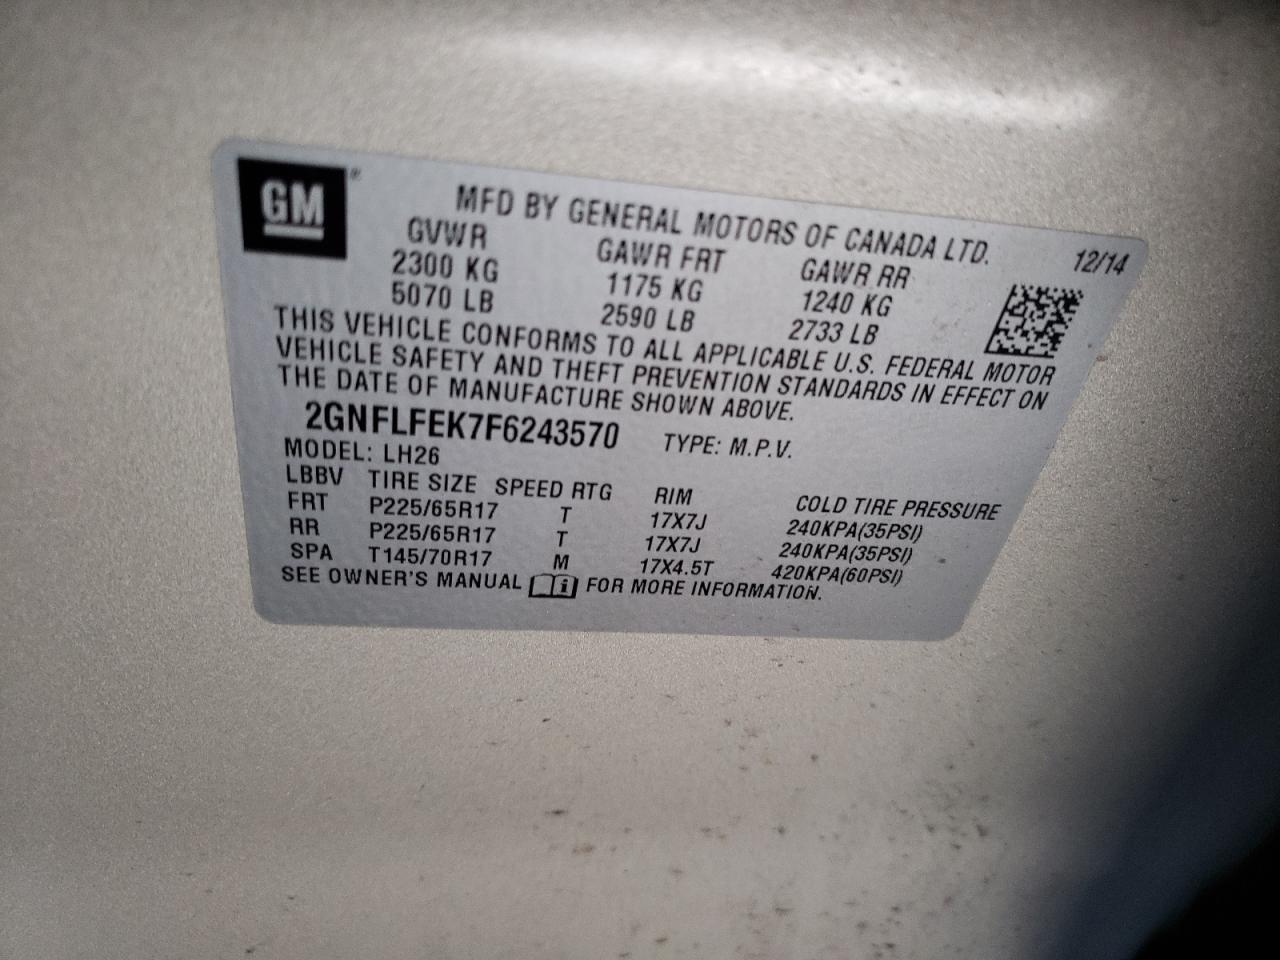 GM®
MFD BY GENERAL MOTORS OF CANADA LTD.
12/14
GVWR GAWR FRT GAWR RR
2300 KG 1175 KG 1240 KG
5070 LB 2590 LB 2733 LB
THIS VEHICLE CONFORMS TO ALL APPLICABLE U.S. FEDERAL MOTOR
VEHICLE SAFETY AND THEFT PREVENTION STANDARDS IN EFFECT ON
THE DATE OF MANUFACTURE SHOWN ABOVE.
2GNFLFEK7F6243570 TYPE: M.P.V.
MODEL: LH26
LBBV TIRE SIZE SPEED RTG RIM COLD TIRE PRESSURE
FRT P225/65R17 T 17X7J 240KPA(35PSI)
RR P225/65R17 T 17X7J 240KPA(35PSI)
SPA T145/70R17 M 17X4.5T 420KPA(60PSI)
SEE OWNER'S MANUAL i FOR MORE INFORMATION.